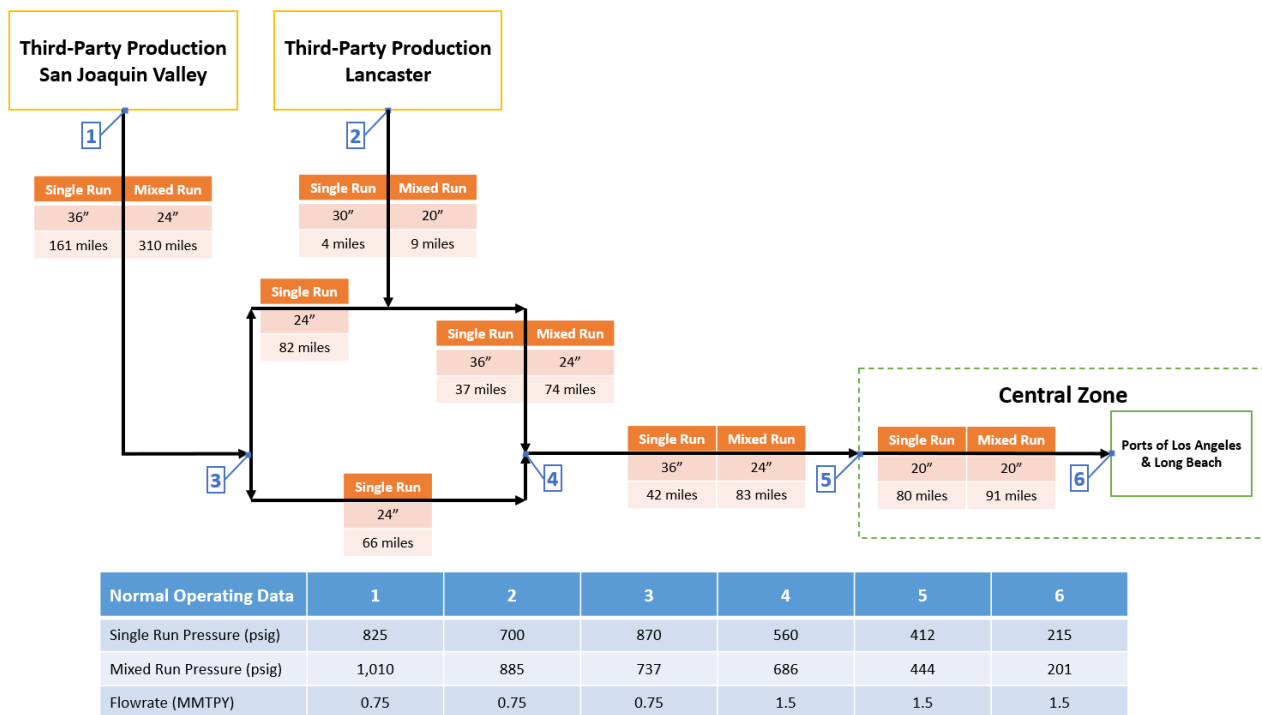 Third-Party Production
San Joaquin Valley
Third-Party Production
Lancaster
1
2
Single Run Mixed Run
36” 24”
161 miles 310 miles
Single Run Mixed Run
30” 20”
4 miles 9 miles
Single Run
24”
82 miles
Single Run Mixed Run
36” 24”
37 miles 74 miles
3
Single Run
24”
66 miles
4
Single Run Mixed Run
36” 24”
42 miles 83 miles
5
Central Zone
Single Run Mixed Run
20” 20”
80 miles 91 miles
6
Ports of Los Angeles
& Long Beach
Normal Operating Data 1 2 3 4 5 6
Single Run Pressure (psig) 825 700 870 560 412 215
Mixed Run Pressure (psig) 1,010 885 737 686 444 201
Flowrate (MMTPY) 0.75 0.75 0.75 1.5 1.5 1.5